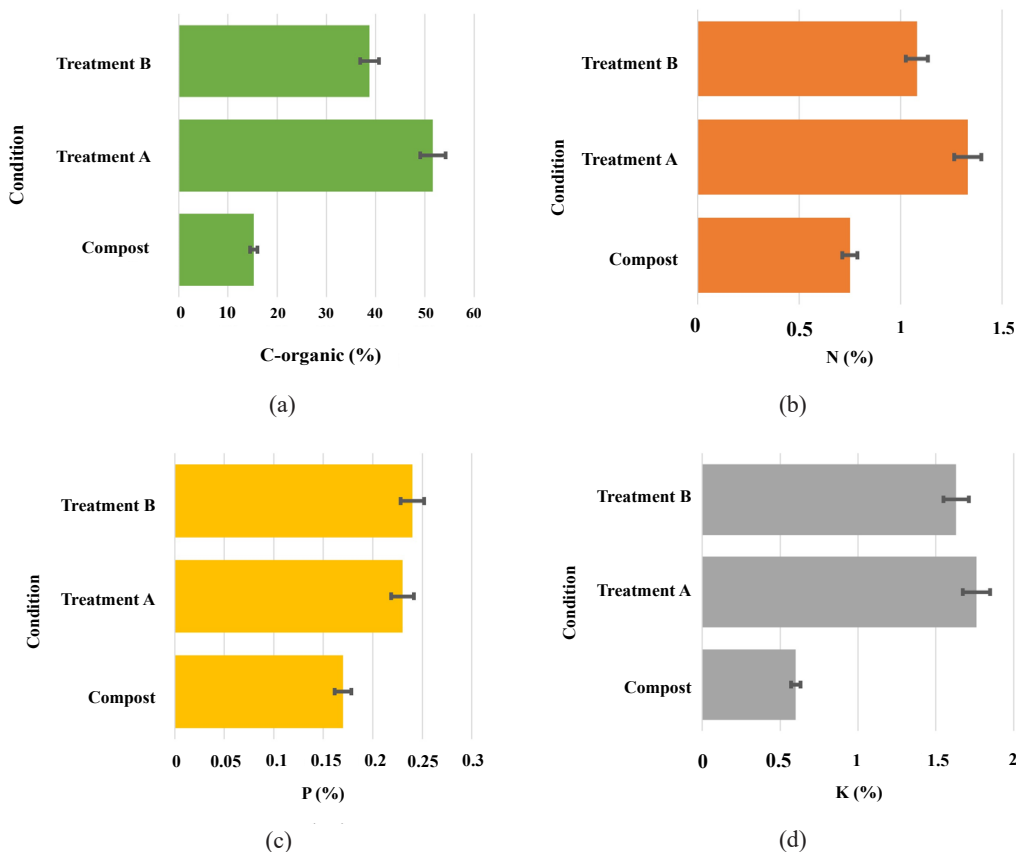 Treatment B
Treatment A
Compost
Condition
0 10 20 30 40 50 60
C-organic (%)
(a)
Treatment B
Treatment A
Compost
Condition
0 0.5 1 1.5
N (%)
(b)
Treatment B
Treatment A
Compost
Condition
0 0.05 0.1 0.15 0.2 0.25 0.3
P (%)
(c)
Treatment B
Treatment A
Compost
Condition
0 0.5 1 1.5 2
K (%)
(d)